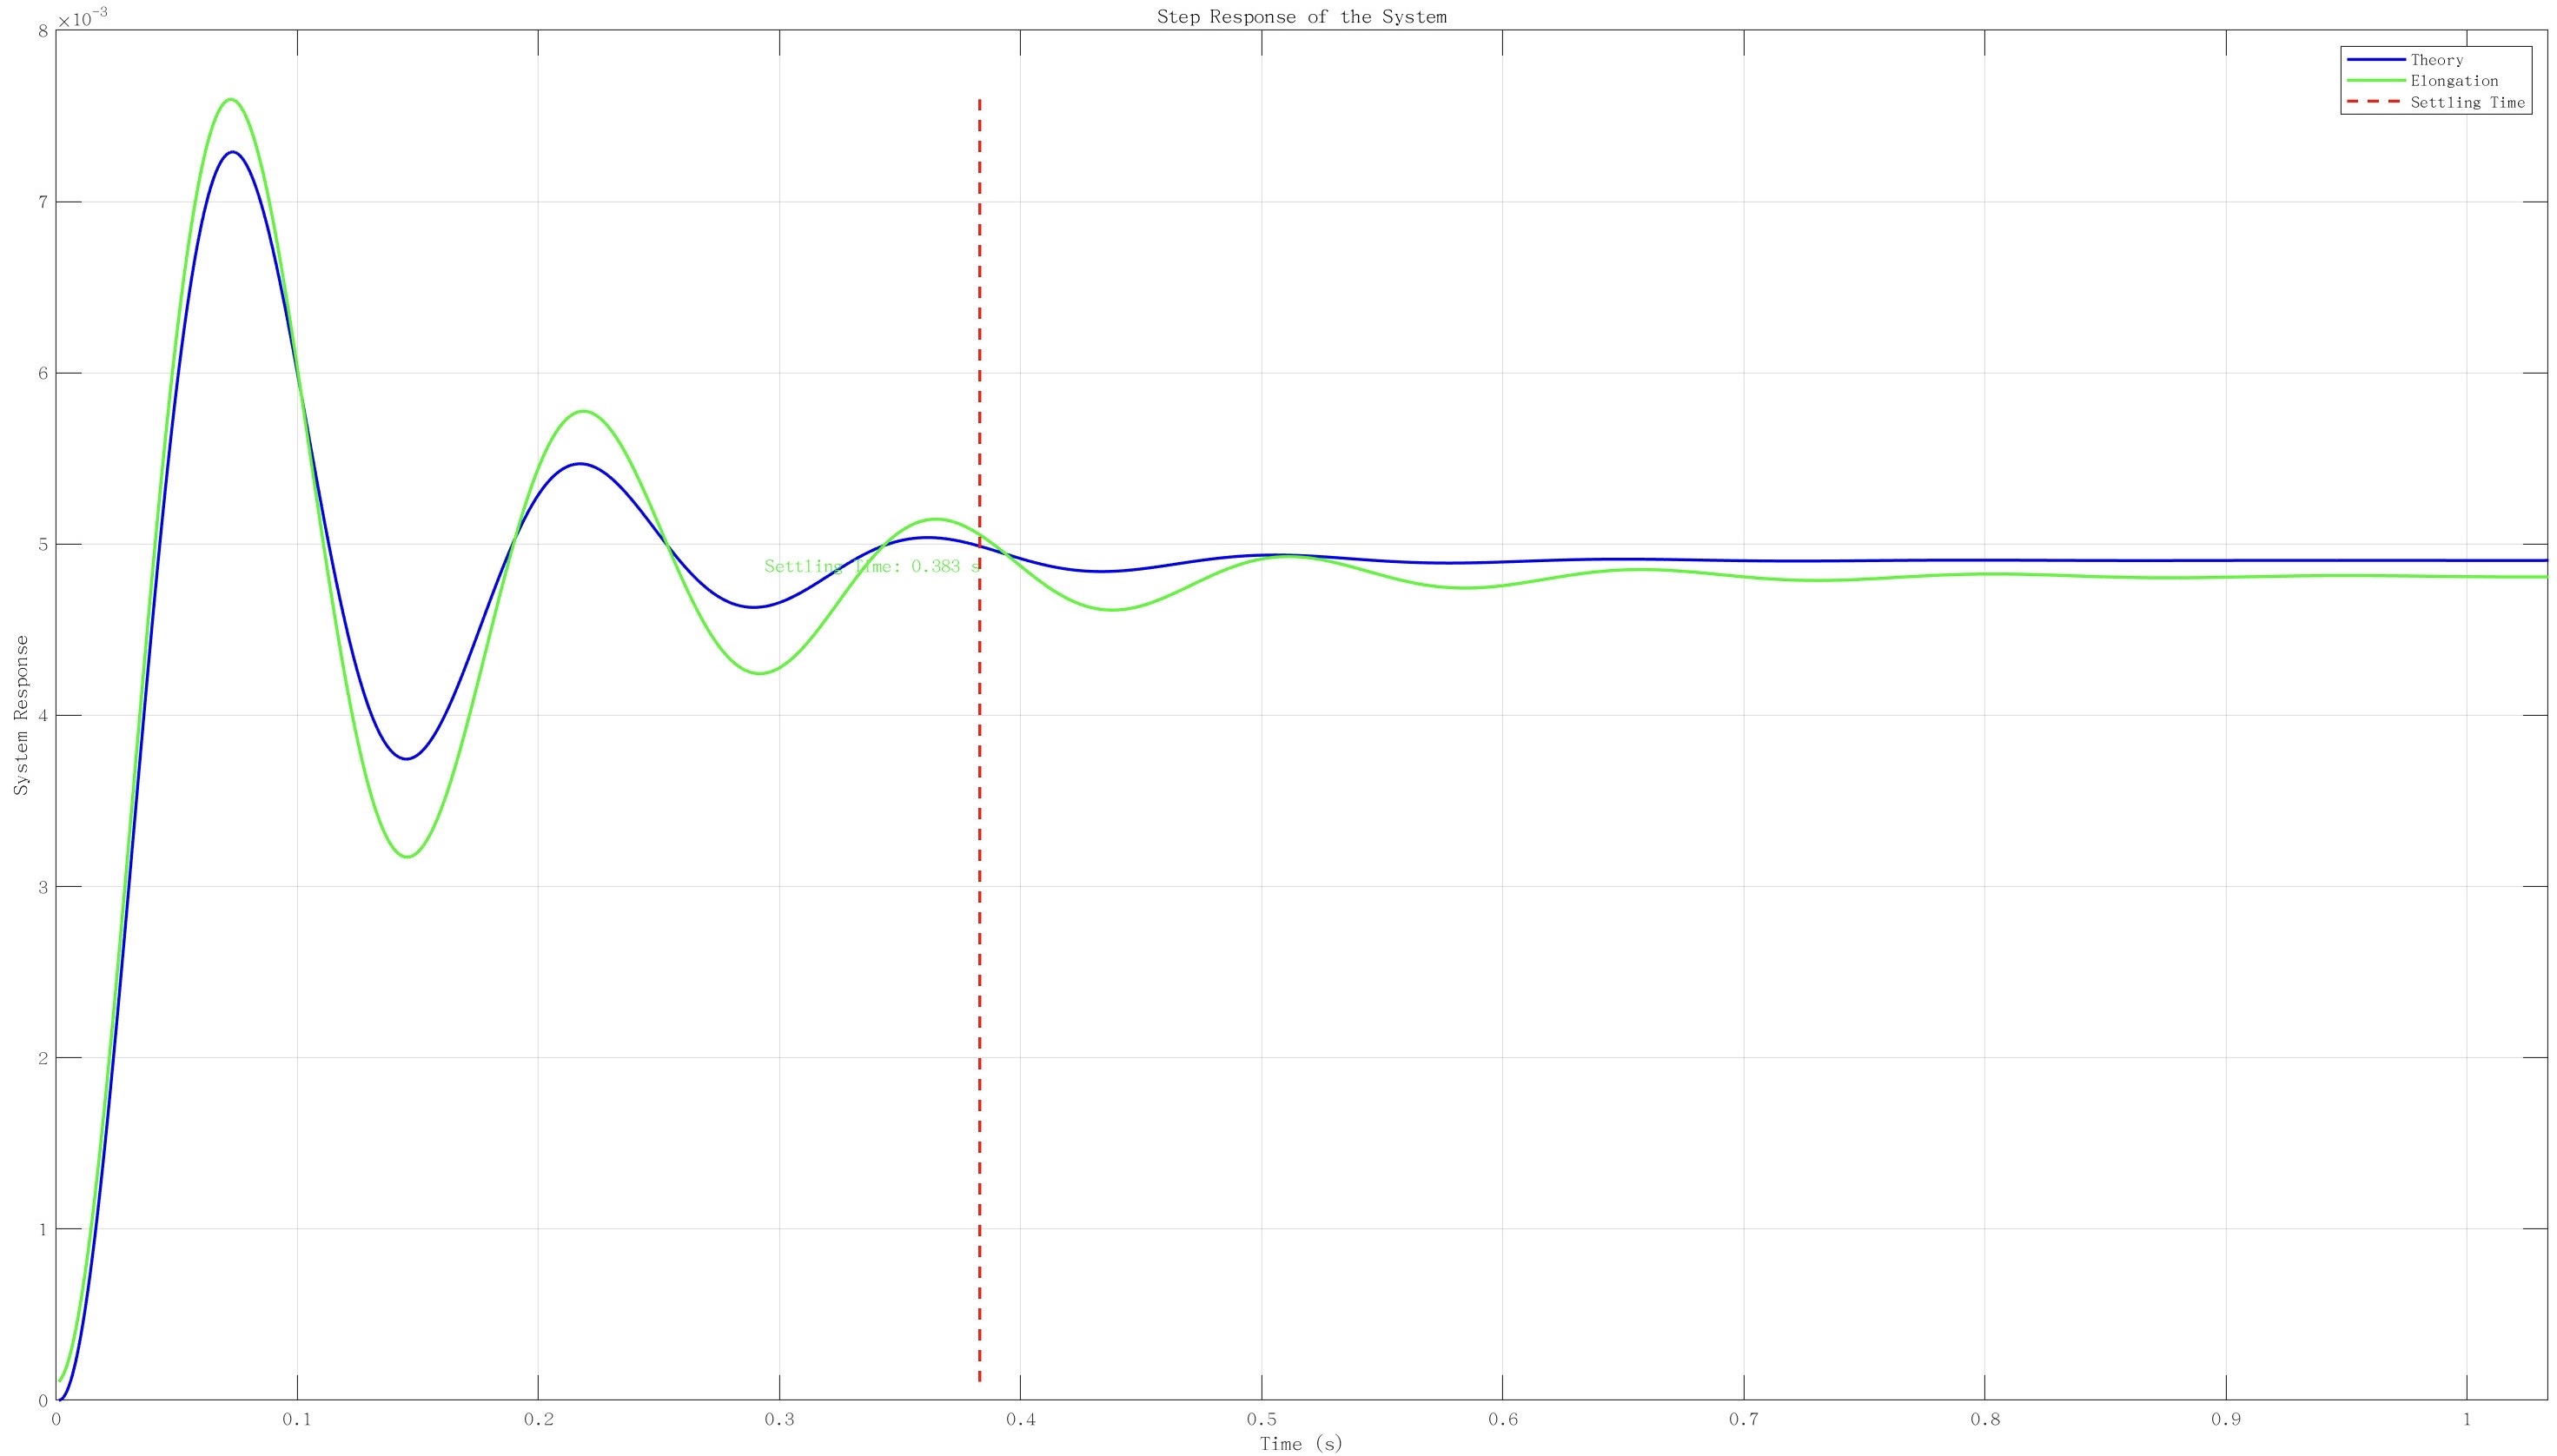 Step Response of the System
×10⁻³
8
7
6
5
4
3
2
1
0
System Response
Theory
Elongation
Settling Time
Settling Time: 0.383 s
0 0.1 0.2 0.3 0.4 0.5 0.6 0.7 0.8 0.9 1
Time (s)